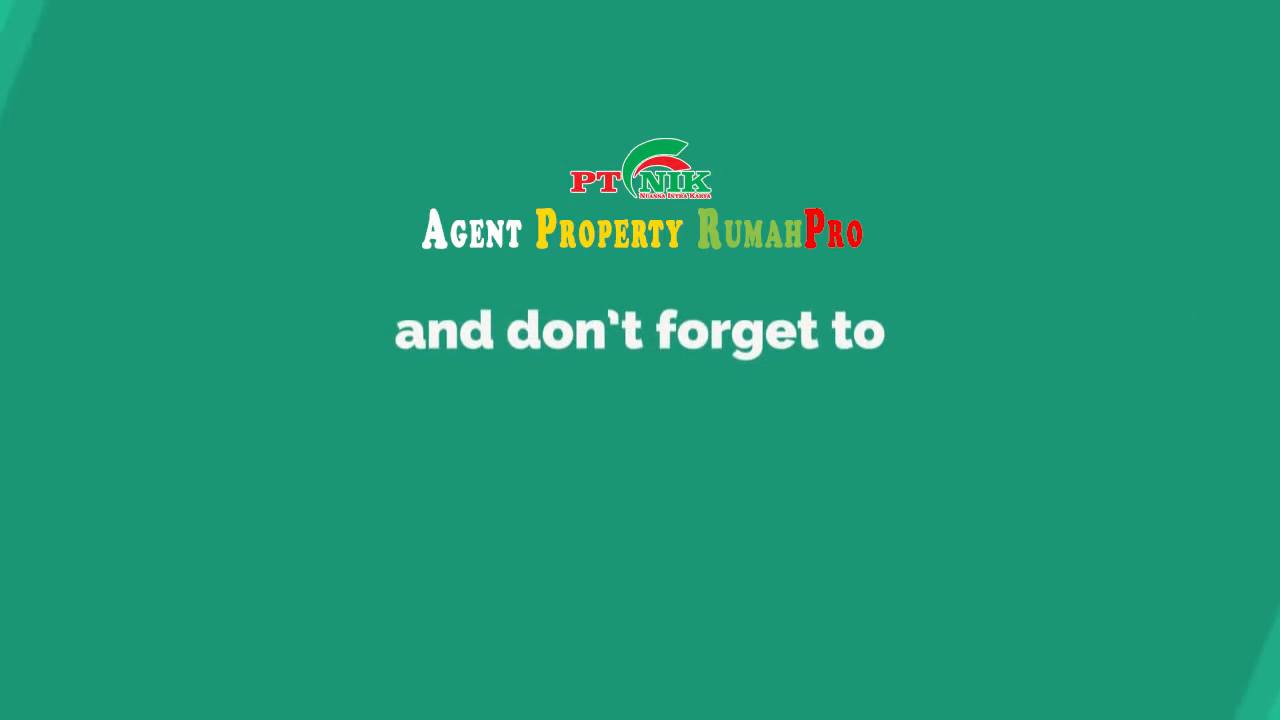 PT NIK
NUANSA INTRA KARYA
AGENT PROPERTY RUMAHPRO
and don't forget to